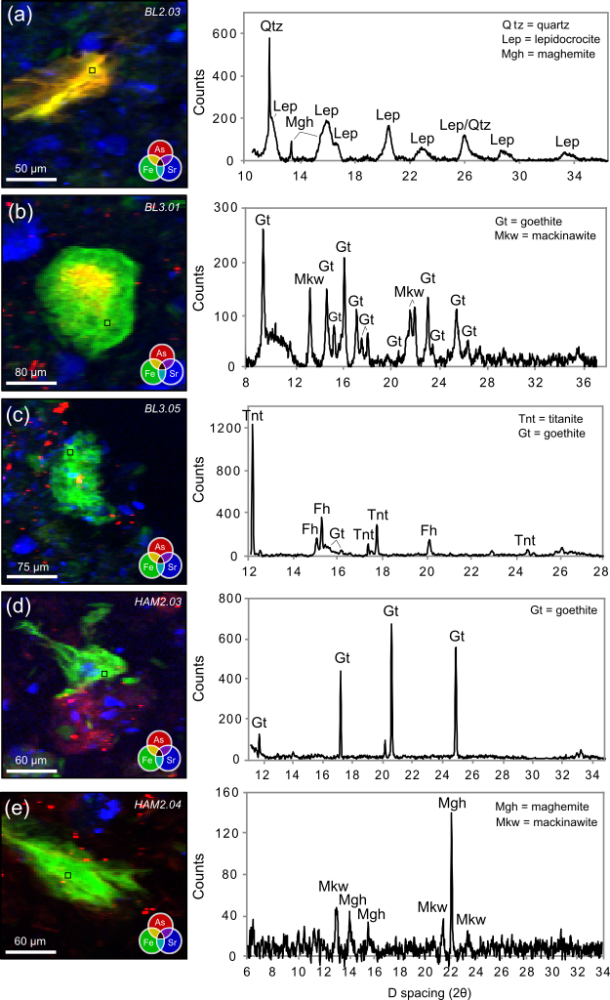 (a) BL2.03
As
Fe Sr
50 µm
Counts
600
400
200
0
10 14 18 22 26 30 34
Qtz
Lep
Mgh
Lep
Lep
Lep
Lep
Lep/Qtz
Lep
Lep
Qtz = quartz
Lep = lepidocrocite
Mgh = maghemite
(b) BL3.01
As
Fe Sr
80 µm
Counts
300
200
100
0
8 12 16 20 24 28 32 36
Gt
Mkw
Gt
Gt
Gt
Gt
Gt
Gt
Mkw
Gt
Gt
Gt
Gt
Gt = goethite
Mkw = mackinawite
(c) BL3.05
As
Fe Sr
75 µm
Counts
1200
800
400
0
12 14 16 18 20 22 24 26 28
Tnt
Fh
Fh
Gt
Tnt
Tnt
Fh
Tnt
Tnt = titanite
Gt = goethite
(d) HAM2.03
As
Fe Sr
60 µm
Counts
800
600
400
200
0
12 14 16 18 20 22 24 26 28 30 32 34
Gt
Gt
Gt
Gt
Gt = goethite
(e) HAM2.04
As
Fe Sr
60 µm
Counts
160
120
80
40
0
6 8 10 12 14 16 18 20 22 24 26 28 30 32 34
Mkw
Mgh
Mgh
Mkw
Mgh
Mkw
Mgh = maghemite
Mkw = mackinawite
D spacing (2θ)